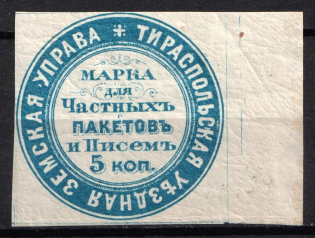 ТИРАСПОЛЬСКАЯ УѢЗДНАЯ ЗЕМСКАЯ УПРАВА
МАРКА
для
Частныхъ
ПАКЕТОВЪ
и Писемъ
5 коп.